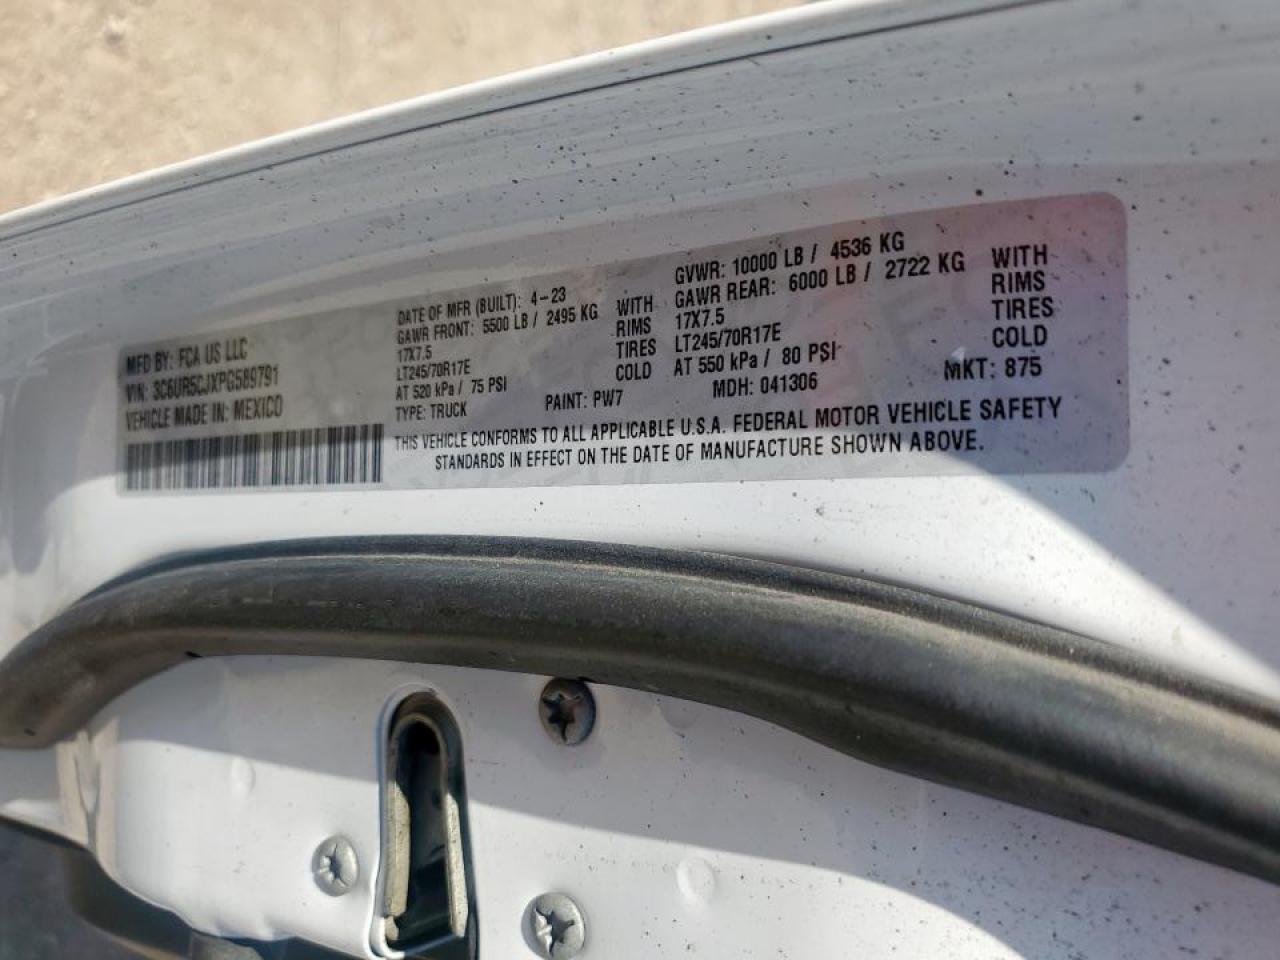 MFD BY: FCA US LLC
VIN: 3C6UR5CJXPG589791
VEHICLE MADE IN: MEXICO
DATE OF MFR (BUILT): 4-23
GAWR FRONT: 5500 LB / 2495 KG WITH
17X7.5 RIMS
LT245/70R17E TIRES
AT 520 kPa / 75 PSI COLD
TYPE: TRUCK PAINT: PW7
GVWR: 10000 LB / 4536 KG
GAWR REAR: 6000 LB / 2722 KG WITH
17X7.5 RIMS
LT245/70R17E TIRES
AT 550 kPa / 80 PSI COLD
MDH: 041306 MKT: 875
THIS VEHICLE CONFORMS TO ALL APPLICABLE U.S.A. FEDERAL MOTOR VEHICLE SAFETY
STANDARDS IN EFFECT ON THE DATE OF MANUFACTURE SHOWN ABOVE.